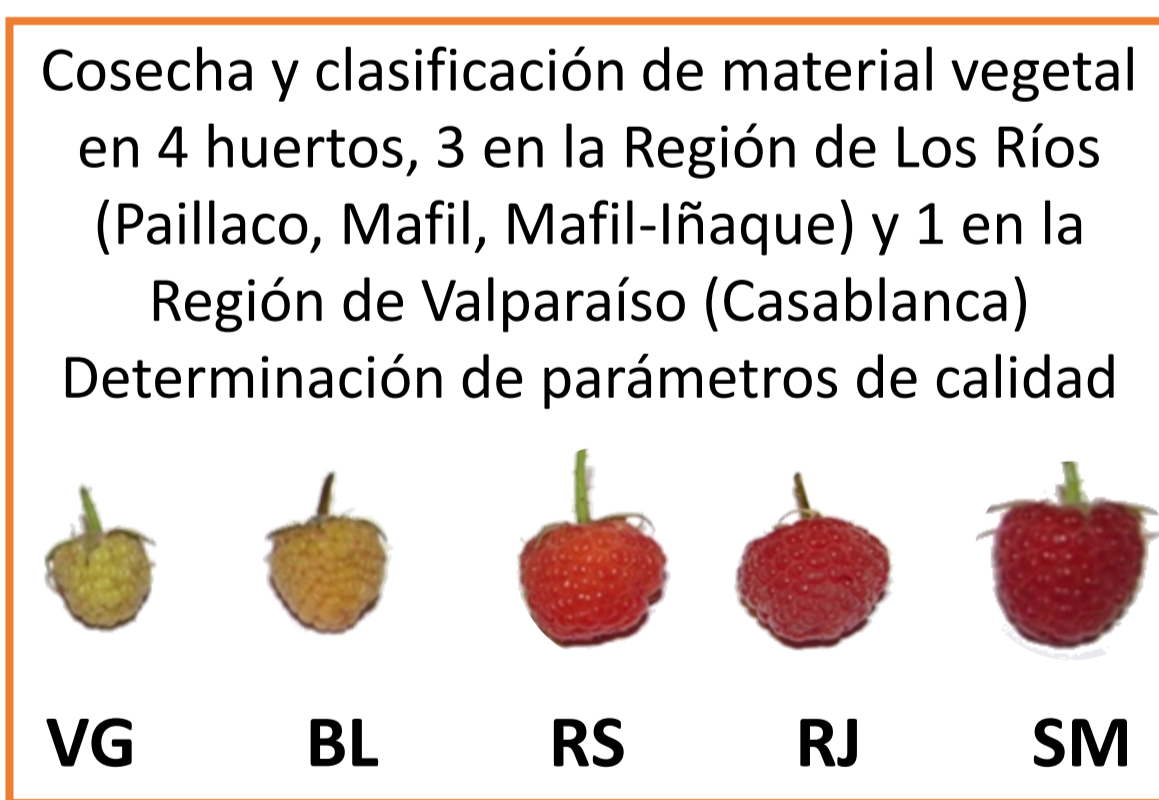 Cosecha y clasificación de material vegetal
en 4 huertos, 3 en la Región de Los Ríos
(Paillaco, Mafil, Mafil-Iñaque) y 1 en la
Región de Valparaíso (Casablanca)
Determinación de parámetros de calidad
VG BL RS RJ SM